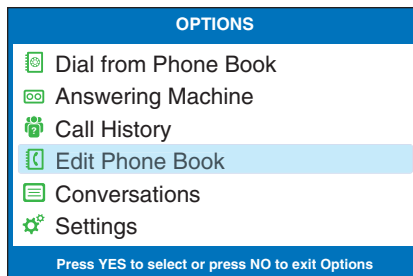 OPTIONS
Dial from Phone Book
Answering Machine
Call History
Edit Phone Book
Conversations
Settings
Press YES to select or press NO to exit Options